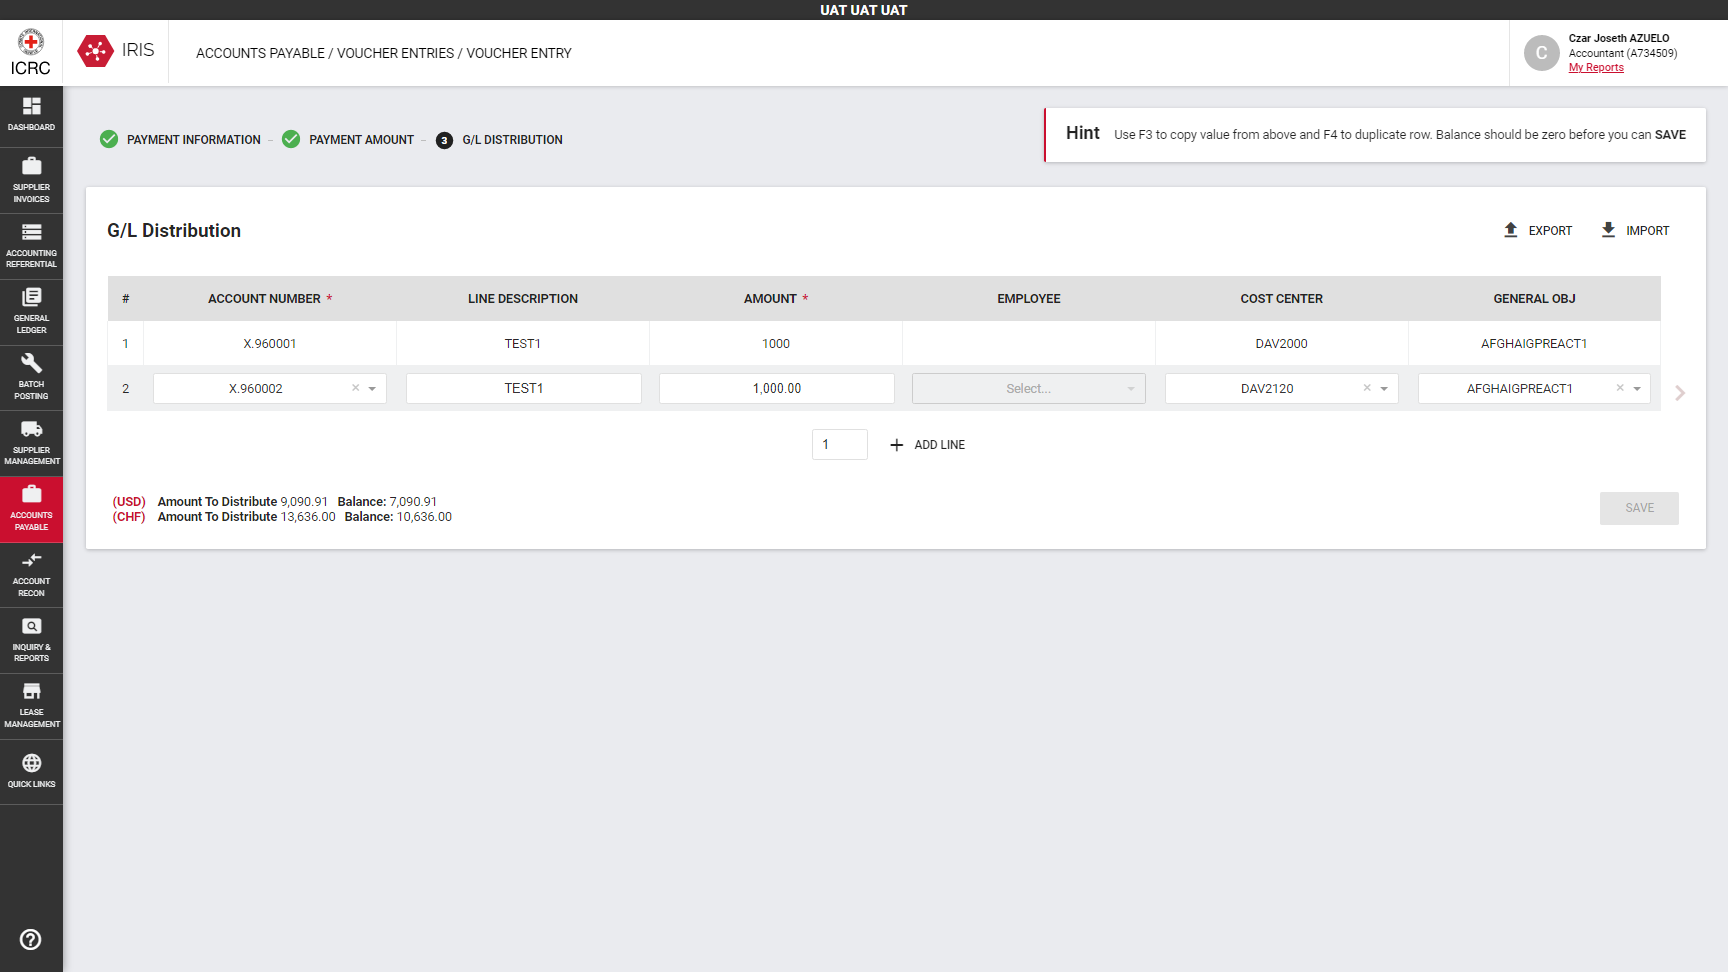 UAT UAT UAT
ICRC
IRIS
ACCOUNTS PAYABLE / VOUCHER ENTRIES / VOUCHER ENTRY
C
Czar Joseth AZUELO
Accountant (A734509)
My Reports
DASHBOARD
SUPPLIER
INVOICES
ACCOUNTING
REFERENTIAL
GENERAL
LEDGER
BATCH
POSTING
SUPPLIER
MANAGEMENT
ACCOUNTS
PAYABLE
ACCOUNT
RECON
INQUIRY &
REPORTS
LEASE
MANAGEMENT
QUICK LINKS
PAYMENT INFORMATION – PAYMENT AMOUNT – 3 G/L DISTRIBUTION
Hint Use F3 to copy value from above and F4 to duplicate row. Balance should be zero before you can SAVE
G/L Distribution
EXPORT IMPORT
# ACCOUNT NUMBER * LINE DESCRIPTION AMOUNT * EMPLOYEE COST CENTER GENERAL OBJ
1 X.960001 TEST1 1000 DAV2000 AFGHAIGPREACT1
2 X.960002 × TEST1 1,000.00 Select... DAV2120 × AFGHAIGPREACT1 ×
1 + ADD LINE
(USD) Amount To Distribute 9,090.91 Balance: 7,090.91
(CHF) Amount To Distribute 13,636.00 Balance: 10,636.00
SAVE